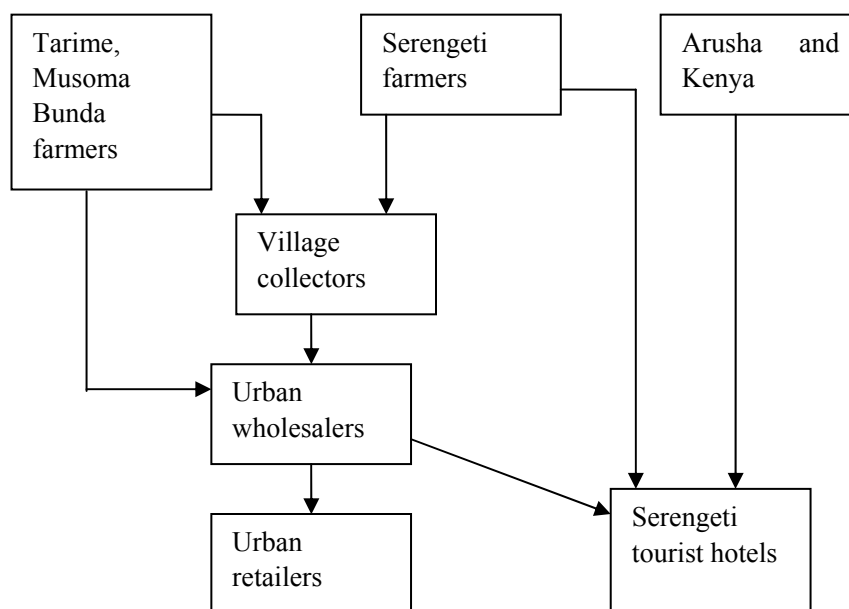 Tarime,
Musoma
Bunda
farmers
Serengeti
farmers
Arusha and
Kenya
Village
collectors
Urban
wholesalers
Urban
retailers
Serengeti
tourist hotels